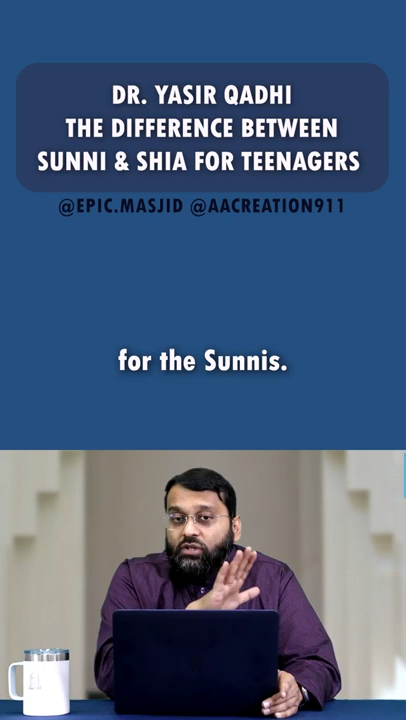 DR. YASIR QADHI
THE DIFFERENCE BETWEEN
SUNNI & SHIA FOR TEENAGERS
@EPIC.MASJID @AACREATION911
for the Sunnis.